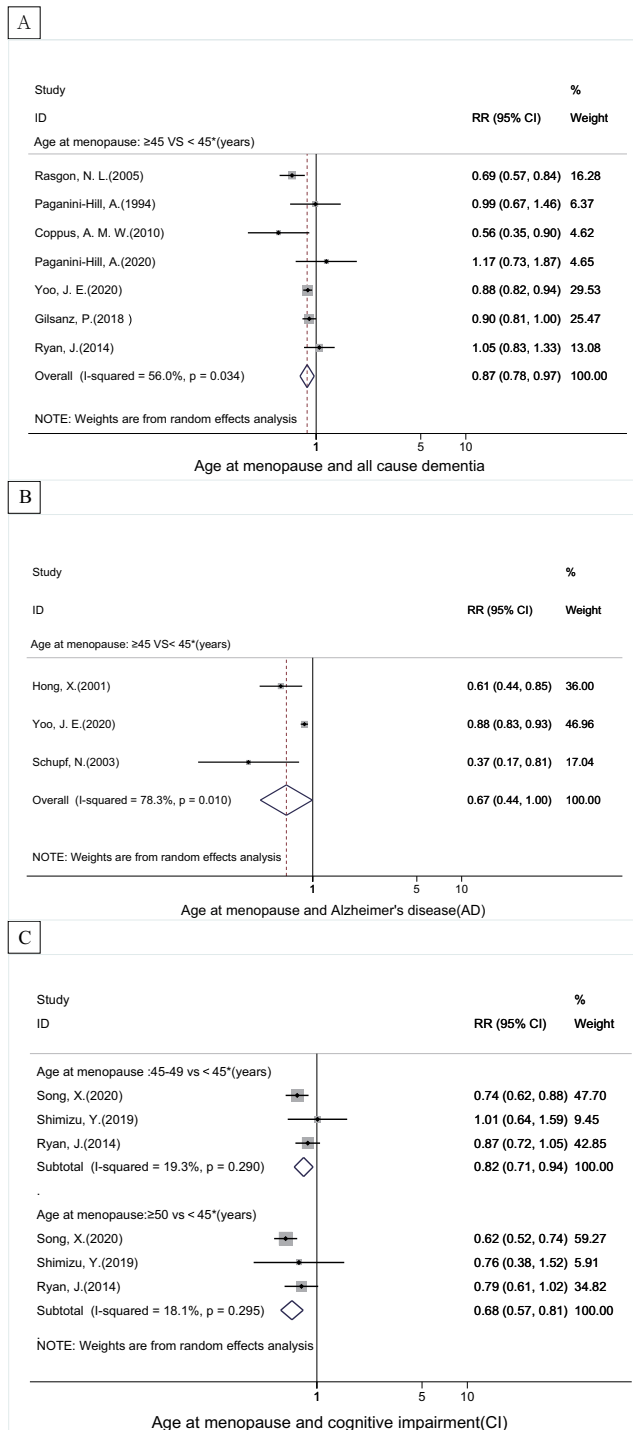 A
Study %
ID RR (95% CI) Weight
Age at menopause: ≥45 VS < 45*(years)
Rasgon, N. L.(2005) 0.69 (0.57, 0.84) 16.28
Paganini-Hill, A.(1994) 0.99 (0.67, 1.46) 6.37
Coppus, A. M. W.(2010) 0.56 (0.35, 0.90) 4.62
Paganini-Hill, A.(2020) 1.17 (0.73, 1.87) 4.65
Yoo, J. E.(2020) 0.88 (0.82, 0.94) 29.53
Gilsanz, P.(2018 ) 0.90 (0.81, 1.00) 25.47
Ryan, J.(2014) 1.05 (0.83, 1.33) 13.08
Overall (I-squared = 56.0%, p = 0.034) 0.87 (0.78, 0.97) 100.00
NOTE: Weights are from random effects analysis
1 5 10
Age at menopause and all cause dementia
B
Study %
ID RR (95% CI) Weight
Age at menopause: ≥45 VS< 45*(years)
Hong, X.(2001) 0.61 (0.44, 0.85) 36.00
Yoo, J. E.(2020) 0.88 (0.83, 0.93) 46.96
Schupf, N.(2003) 0.37 (0.17, 0.81) 17.04
Overall (I-squared = 78.3%, p = 0.010) 0.67 (0.44, 1.00) 100.00
NOTE: Weights are from random effects analysis
1 5 10
Age at menopause and Alzheimer's disease(AD)
C
Study %
ID RR (95% CI) Weight
Age at menopause :45-49 vs < 45*(years)
Song, X.(2020) 0.74 (0.62, 0.88) 47.70
Shimizu, Y.(2019) 1.01 (0.64, 1.59) 9.45
Ryan, J.(2014) 0.87 (0.72, 1.05) 42.85
Subtotal (I-squared = 19.3%, p = 0.290) 0.82 (0.71, 0.94) 100.00
.
Age at menopause:≥50 vs < 45*(years)
Song, X.(2020) 0.62 (0.52, 0.74) 59.27
Shimizu, Y.(2019) 0.76 (0.38, 1.52) 5.91
Ryan, J.(2014) 0.79 (0.61, 1.02) 34.82
Subtotal (I-squared = 18.1%, p = 0.295) 0.68 (0.57, 0.81) 100.00
.
NOTE: Weights are from random effects analysis
1 5 10
Age at menopause and cognitive impairment(CI)